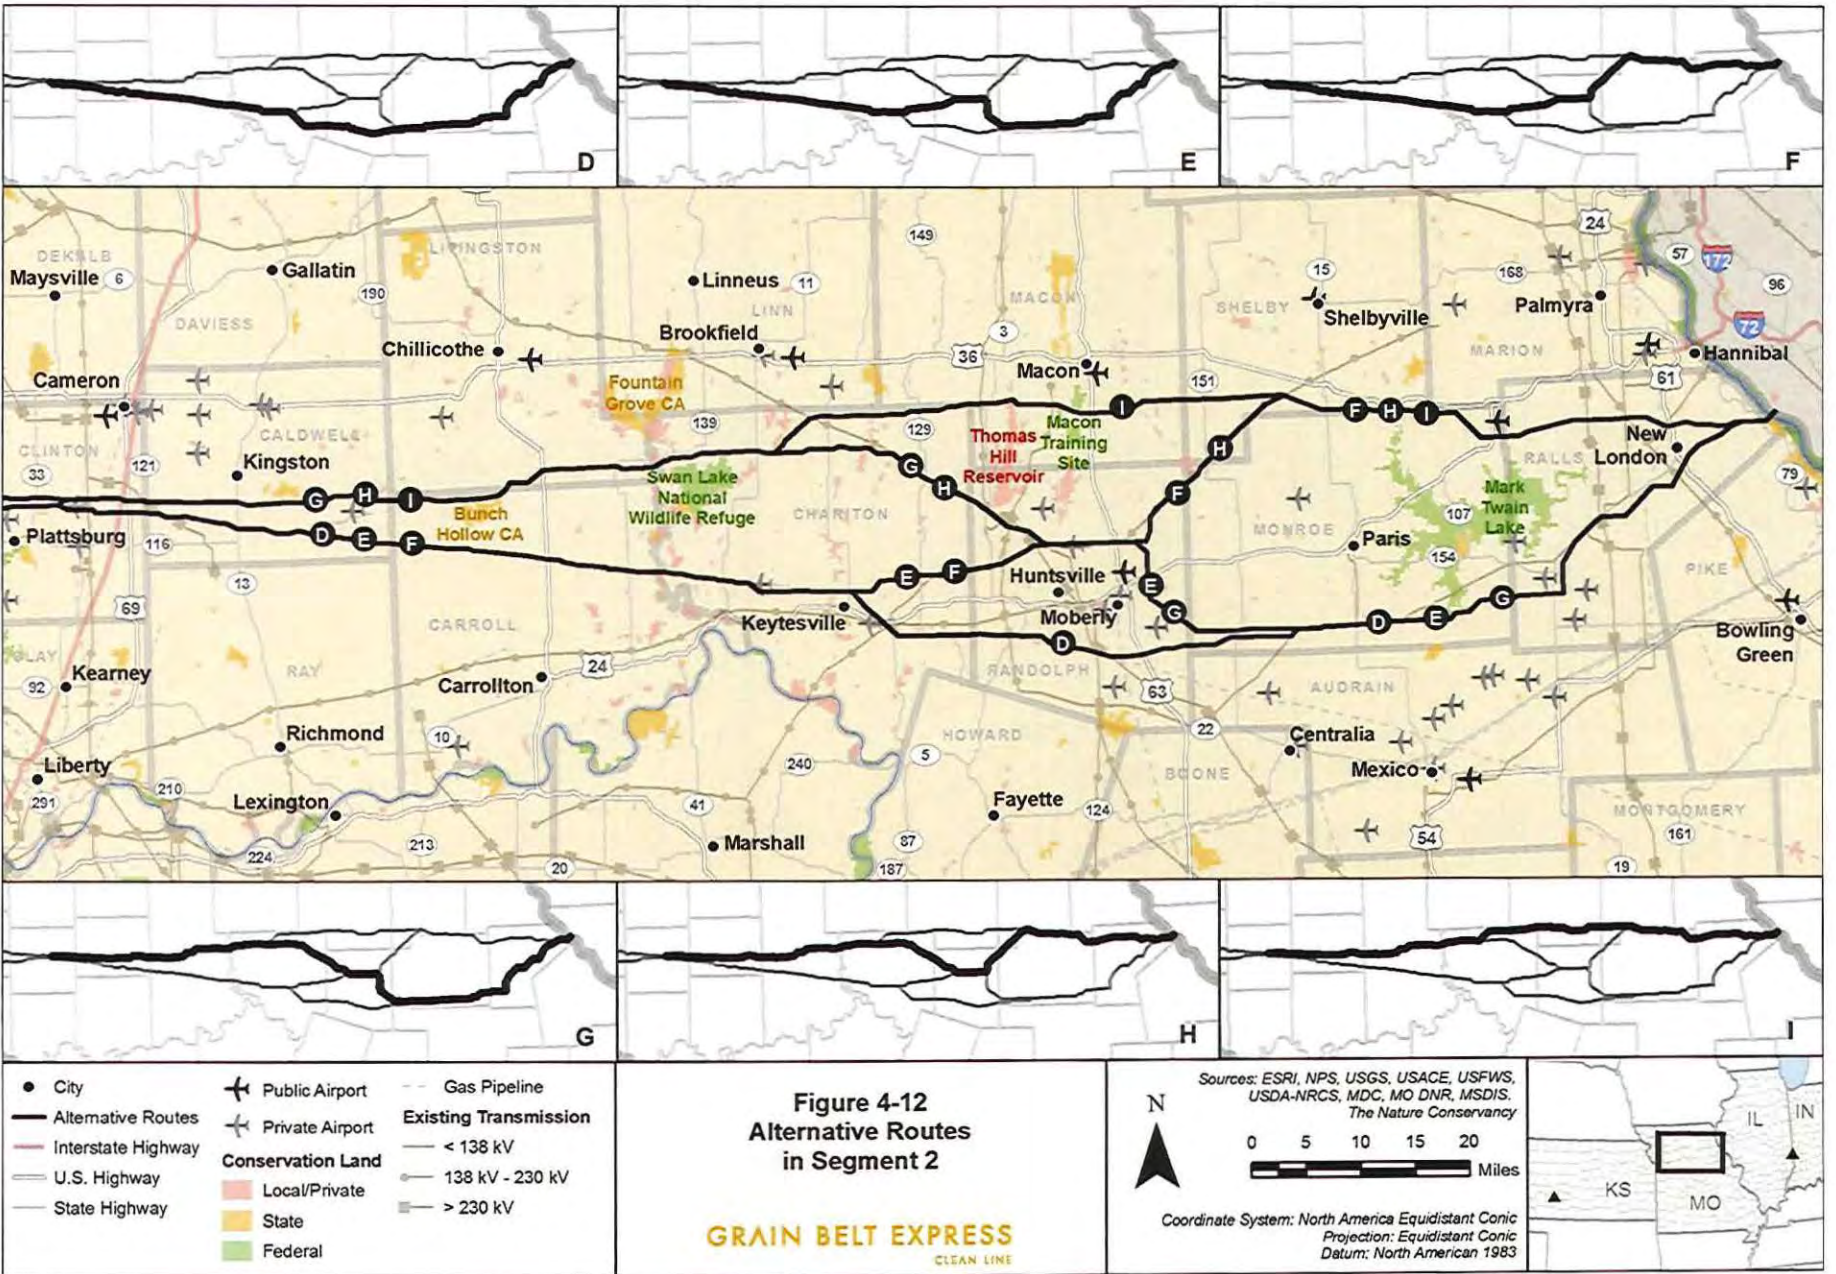 D
E
F
DEKALB
Maysville
6
Gallatin
190
LIVINGSTON
DAVIESS
Chillicothe
Linneus
11
LINN
Brookfield
149
3
36
MACON
Macon
151
15
SHELBY
Shelbyville
168
24
Palmyra
57
172
96
72
MARION
Hannibal
61
Cameron
CLINTON
33
121
CALDWELL
Kingston
Fountain
Grove CA
139
129
Thomas
Hill
Reservoir
Macon
Training
Site
I
F
H
I
New
London
RALLS
79
G
H
I
Bunch
Hollow CA
Swan Lake
National
Wildlife Refuge
CHARITON
G
H
H
F
MONROE
107
Mark
Twain
Lake
Paris
154
Plattsburg
116
D
E
F
13
69
E
F
Huntsville
Moberly
E
G
D
E
G
PIKE
Bowling
Green
Keytesville
D
CARROLL
CLAY
Kearney
92
RAY
Carrollton
24
RANDOLPH
63
AUDRAIN
22
Centralia
Richmond
10
HOWARD
5
BOONE
Mexico
Liberty
291
210
Lexington
240
41
Fayette
124
MONTGOMERY
161
54
224
213
20
Marshall
87
187
19
G
H
I
City
Alternative Routes
Interstate Highway
U.S. Highway
State Highway
Public Airport
Private Airport
Conservation Land
Local/Private
State
Federal
Gas Pipeline
Existing Transmission
< 138 kV
138 kV - 230 kV
> 230 kV
Figure 4-12
Alternative Routes
in Segment 2
GRAIN BELT EXPRESS
CLEAN LINE
N
Sources: ESRI, NPS, USGS, USACE, USFWS,
USDA-NRCS, MDC, MO DNR, MSDIS.
The Nature Conservancy
0 5 10 15 20
Miles
Coordinate System: North America Equidistant Conic
Projection: Equidistant Conic
Datum: North American 1983
IL
IN
KS
MO